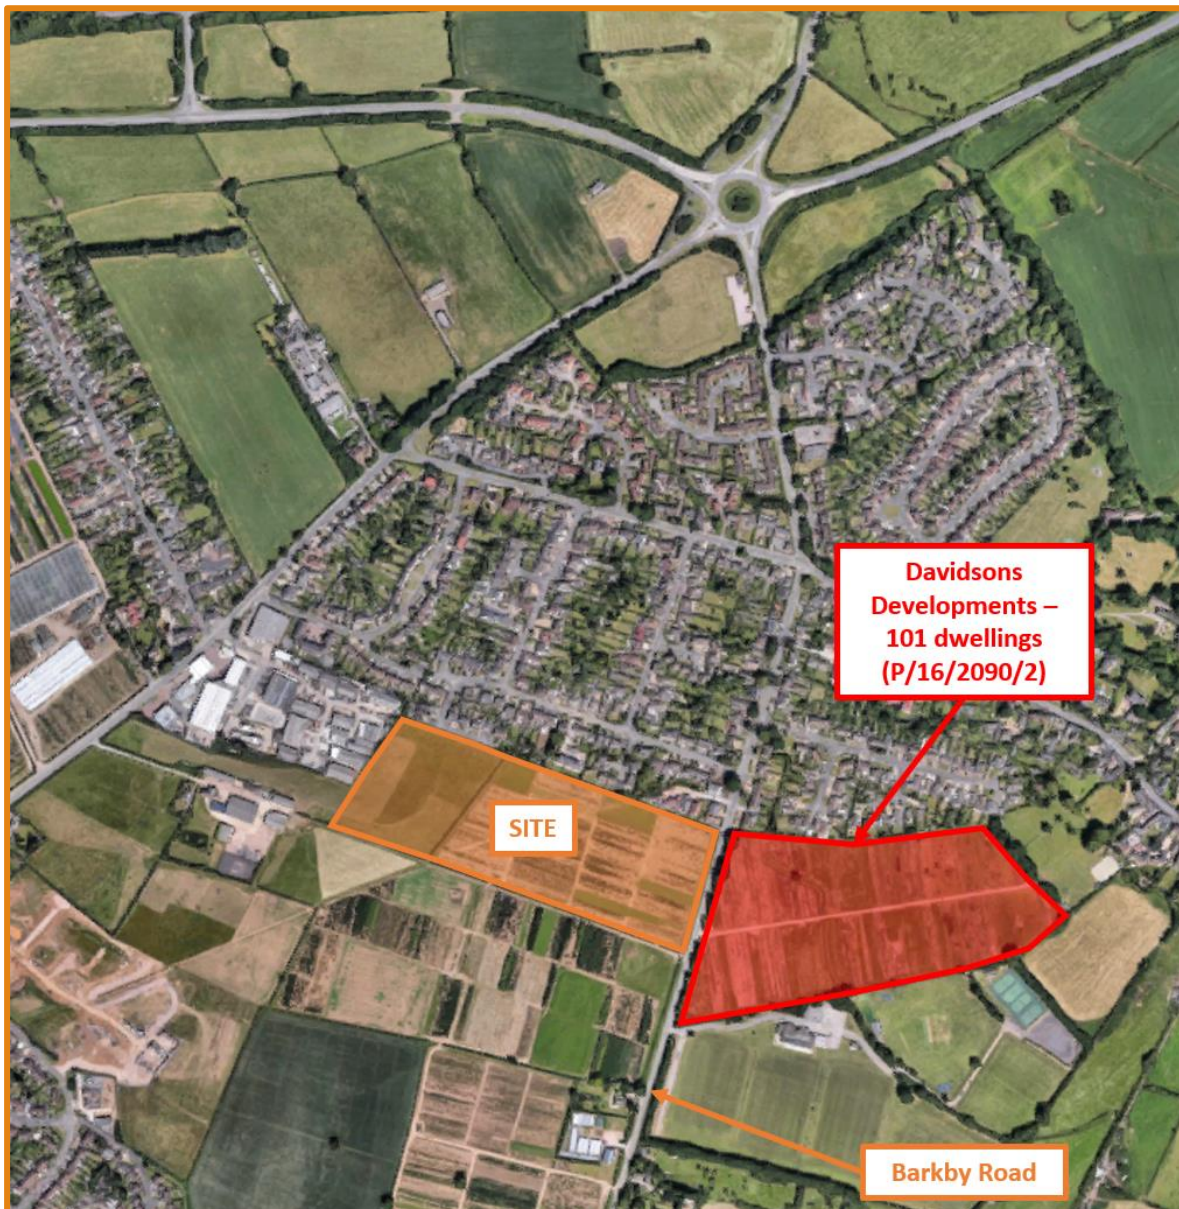 Davidsons
Developments –
101 dwellings
(P/16/2090/2)
SITE
Barkby Road